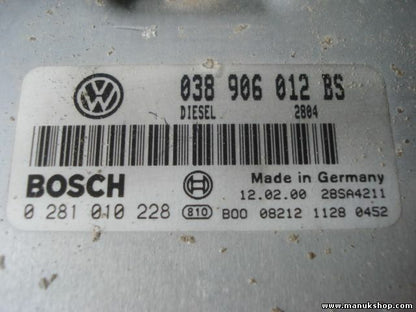 038 906 012 BS
DIESEL 2804
BOSCH
Made in Germany
12.02.00 28SA4211
0 281 010 228 810 B00 08212 1128 0452
www.manukshop.com